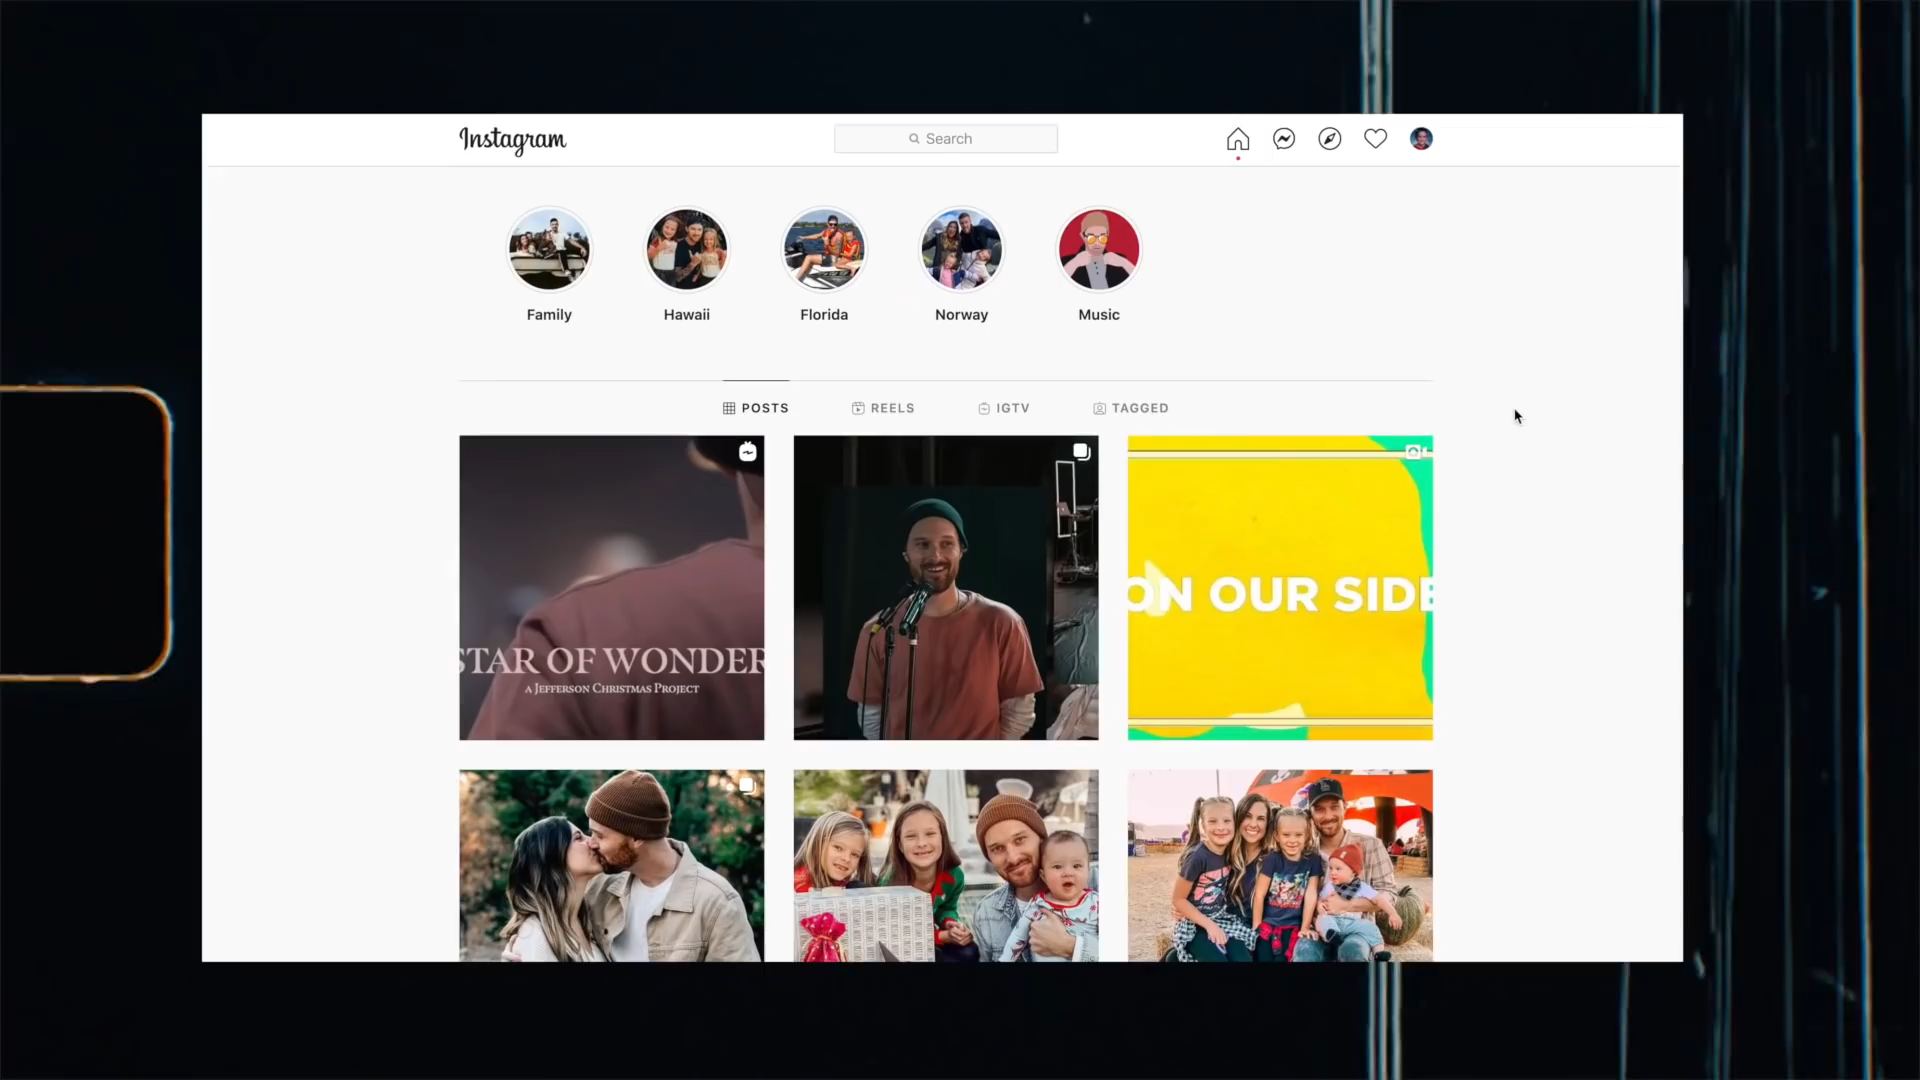 Instagram
Search
Family
Hawaii
Florida
Norway
Music
POSTS
REELS
IGTV
TAGGED
STAR OF WONDER
A JEFFERSON CHRISTMAS PROJECT
ON OUR SIDE